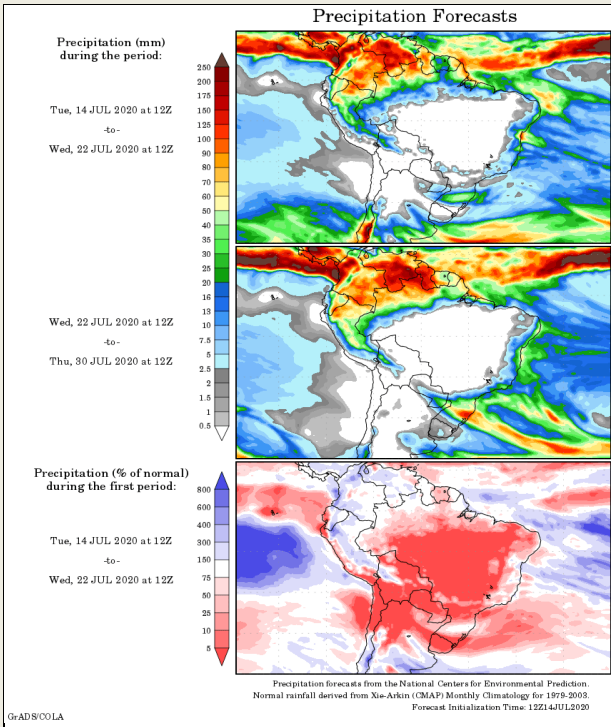 Precipitation Forecasts
Precipitation (mm)
during the period:
Tue, 14 JUL 2020 at 12Z
-to-
Wed, 22 JUL 2020 at 12Z
250
200
175
150
125
100
90
80
70
60
50
40
35
30
25
20
16
13
10
7.5
5
2.5
2
1.5
1
0.5
Wed, 22 JUL 2020 at 12Z
-to-
Thu, 30 JUL 2020 at 12Z
Precipitation (% of normal)
during the first period:
Tue, 14 JUL 2020 at 12Z
-to-
Wed, 22 JUL 2020 at 12Z
800
600
400
300
150
75
50
25
10
5
Precipitation forecasts from the National Centers for Environmental Prediction.
Normal rainfall derived from Xie-Arkin (CMAP) Monthly Climatology for 1979-2003.
Forecast Initialization Time: 12Z14JUL2020
GrADS/COLA